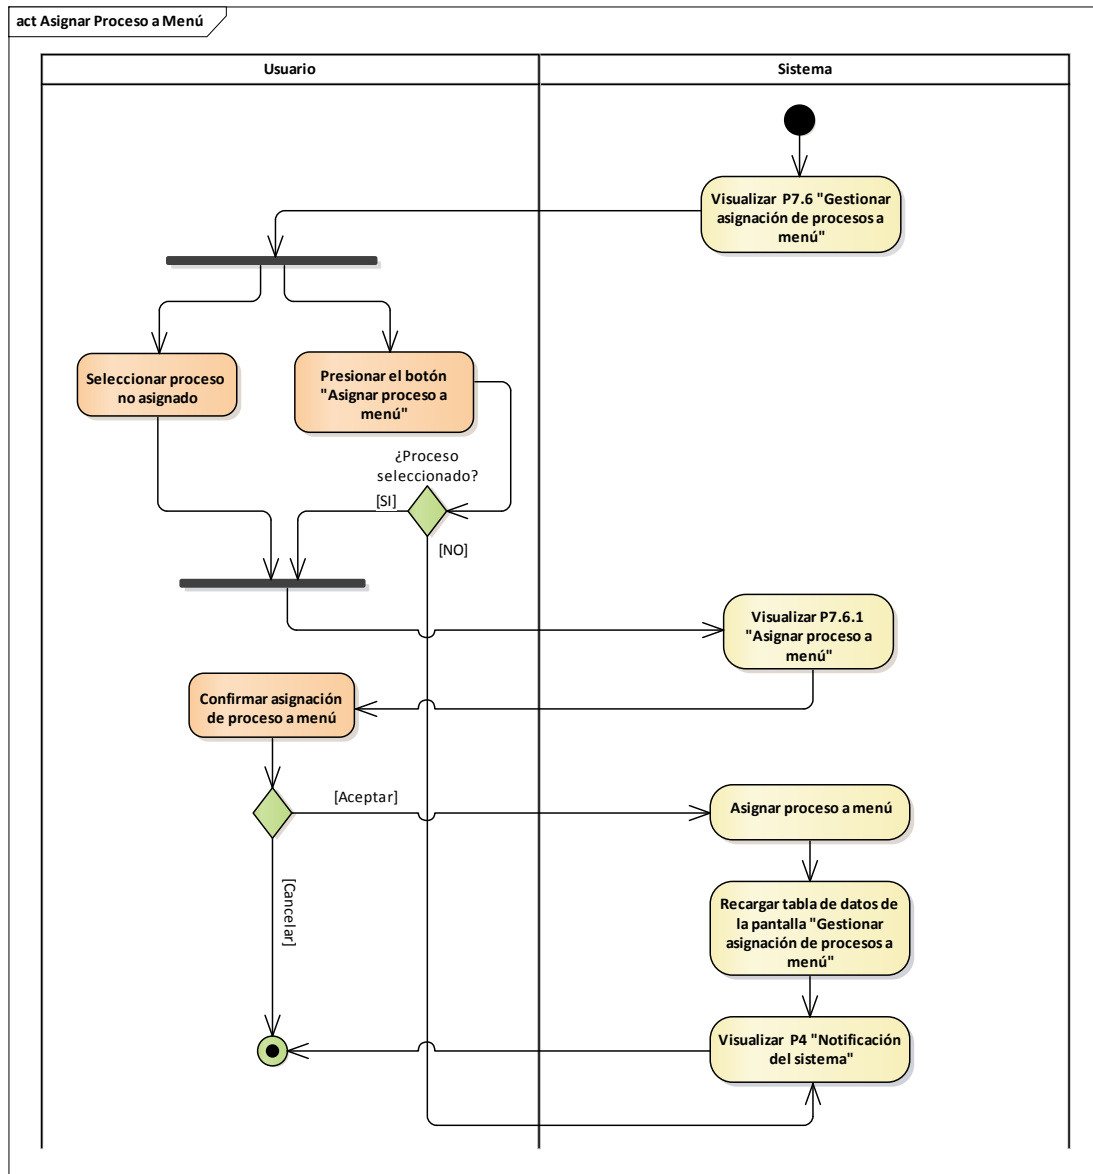 act Asignar Proceso a Menú
Usuario
Sistema
Visualizar P7.6 "Gestionar
asignación de procesos a
menú"
Seleccionar proceso
no asignado
Presionar el botón
"Asignar proceso a
menú"
¿Proceso
seleccionado?
[SI]
[NO]
Visualizar P7.6.1
"Asignar proceso a
menú"
Confirmar asignación
de proceso a menú
[Aceptar]
Asignar proceso a menú
[Cancelar]
Recargar tabla de datos de
la pantalla "Gestionar
asignación de procesos a
menú"
Visualizar P4 "Notificación
del sistema"